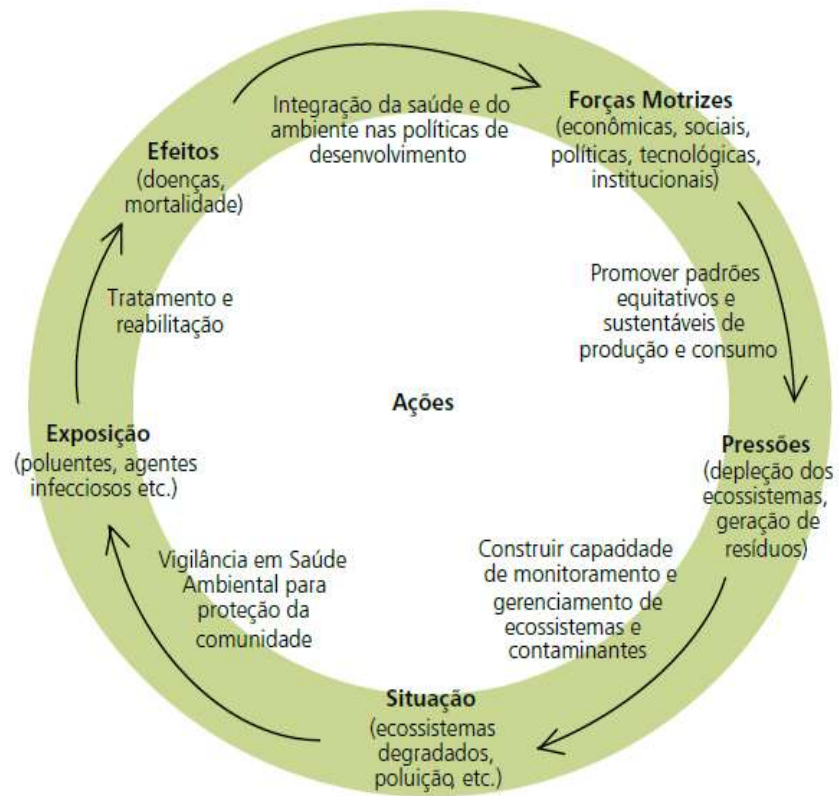 Forças Motrizes
(econômicas, sociais,
políticas, tecnológicas,
institucionais)
Promover padrões
equitativos e
sustentáveis de
produção e consumo
Pressões
(depleção dos
ecossistemas,
geração de
resíduos)
Construir capacidade
de monitoramento e
gerenciamento de
ecossistemas e
contaminantes
Situação
(ecossistemas
degradados,
poluição, etc.)
Vigilância em Saúde
Ambiental para
proteção da
comunidade
Exposição
(poluentes, agentes
infecciosos etc.)
Tratamento e
reabilitação
Efeitos
(doenças,
mortalidade)
Integração da saúde e do
ambiente nas políticas de
desenvolvimento
Ações